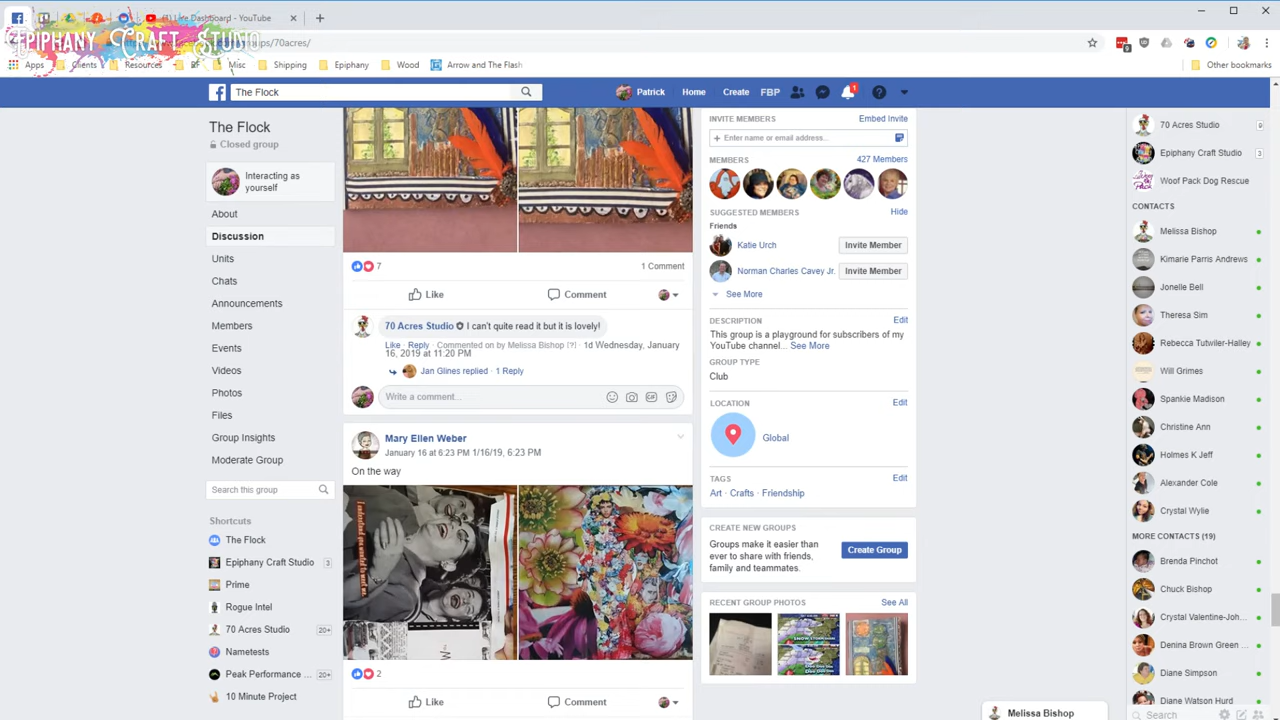 (1) Live Dashboard - YouTube
EPIPHANY CRAFT STUDIO
ups/70acres/
Apps
Clients
Resources
BF
Misc
Shipping
Epiphany
Wood
Arrow and The Flash
Other bookmarks
The Flock
Patrick
Home
Create
FBP
1
The Flock
Closed group
Interacting as
yourself
About
Discussion
Units
Chats
Announcements
Members
Events
Videos
Photos
Files
Group Insights
Moderate Group
Search this group
Shortcuts
The Flock
Epiphany Craft Studio 3
Prime
Rogue Intel
70 Acres Studio 20+
Nametests
Peak Performance ... 20+
10 Minute Project
7
1 Comment
Like
Comment
70 Acres Studio I can't quite read it but it is lovely!
Like · Reply · Commented on by Melissa Bishop [?] · 1d Wednesday, January
16, 2019 at 11:20 PM
Jan Glines replied · 1 Reply
Write a comment...
Mary Ellen Weber
January 16 at 6:23 PM 1/16/19, 6:23 PM
On the way
2
Like
Comment
INVITE MEMBERS
Embed Invite
+ Enter name or email address...
MEMBERS
427 Members
SUGGESTED MEMBERS
Hide
Friends
Katie Urch
Invite Member
Norman Charles Cavey Jr.
Invite Member
See More
DESCRIPTION
Edit
This group is a playground for subscribers of my
YouTube channel... See More
GROUP TYPE
Club
LOCATION
Edit
Global
TAGS
Edit
Art · Crafts · Friendship
CREATE NEW GROUPS
Groups make it easier than
ever to share with friends,
family and teammates.
Create Group
RECENT GROUP PHOTOS
See All
70 Acres Studio 9
Epiphany Craft Studio 3
Woof Pack Dog Rescue
CONTACTS
Melissa Bishop
Kimarie Parris Andrews
Jonelle Bell
Theresa Sim
Rebecca Tutwiler-Halley
Will Grimes
Spankie Madison
Christine Ann
Holmes K Jeff
Alexander Cole
Crystal Wylie
MORE CONTACTS (19)
Brenda Pinchot
Chuck Bishop
Crystal Valentine-Joh...
Denina Brown Green ...
Diane Simpson
Diane Watson Hurd
Search
Melissa Bishop